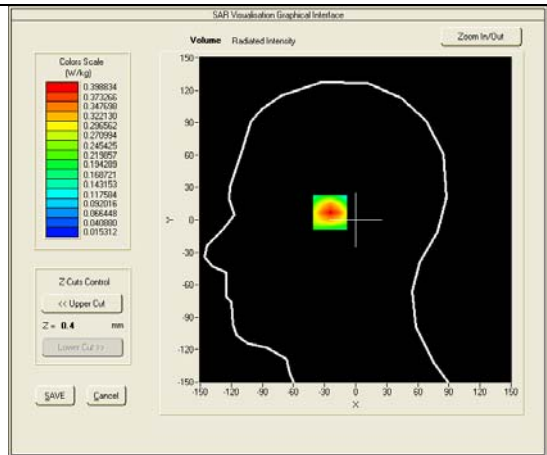 SAR Visualisation Graphical Interface
Volume Radiated Intensity
Zoom In/Out
Colors Scale
(W/kg)
0.398834
0.373266
0.347698
0.322130
0.296562
0.270994
0.245425
0.219857
0.194289
0.168721
0.143153
0.117584
0.092016
0.066448
0.040880
0.015312
Z Cuts Control
<< Upper Cut
Z = 0.4 mm
Lower Cut >>
SAVE Cancel
150-
120-
90-
60-
30-
0-
-30-
-60-
-90-
-120-
-150-
Y
-150 -120 -90 -60 -30 0 30 60 90 120 150
X